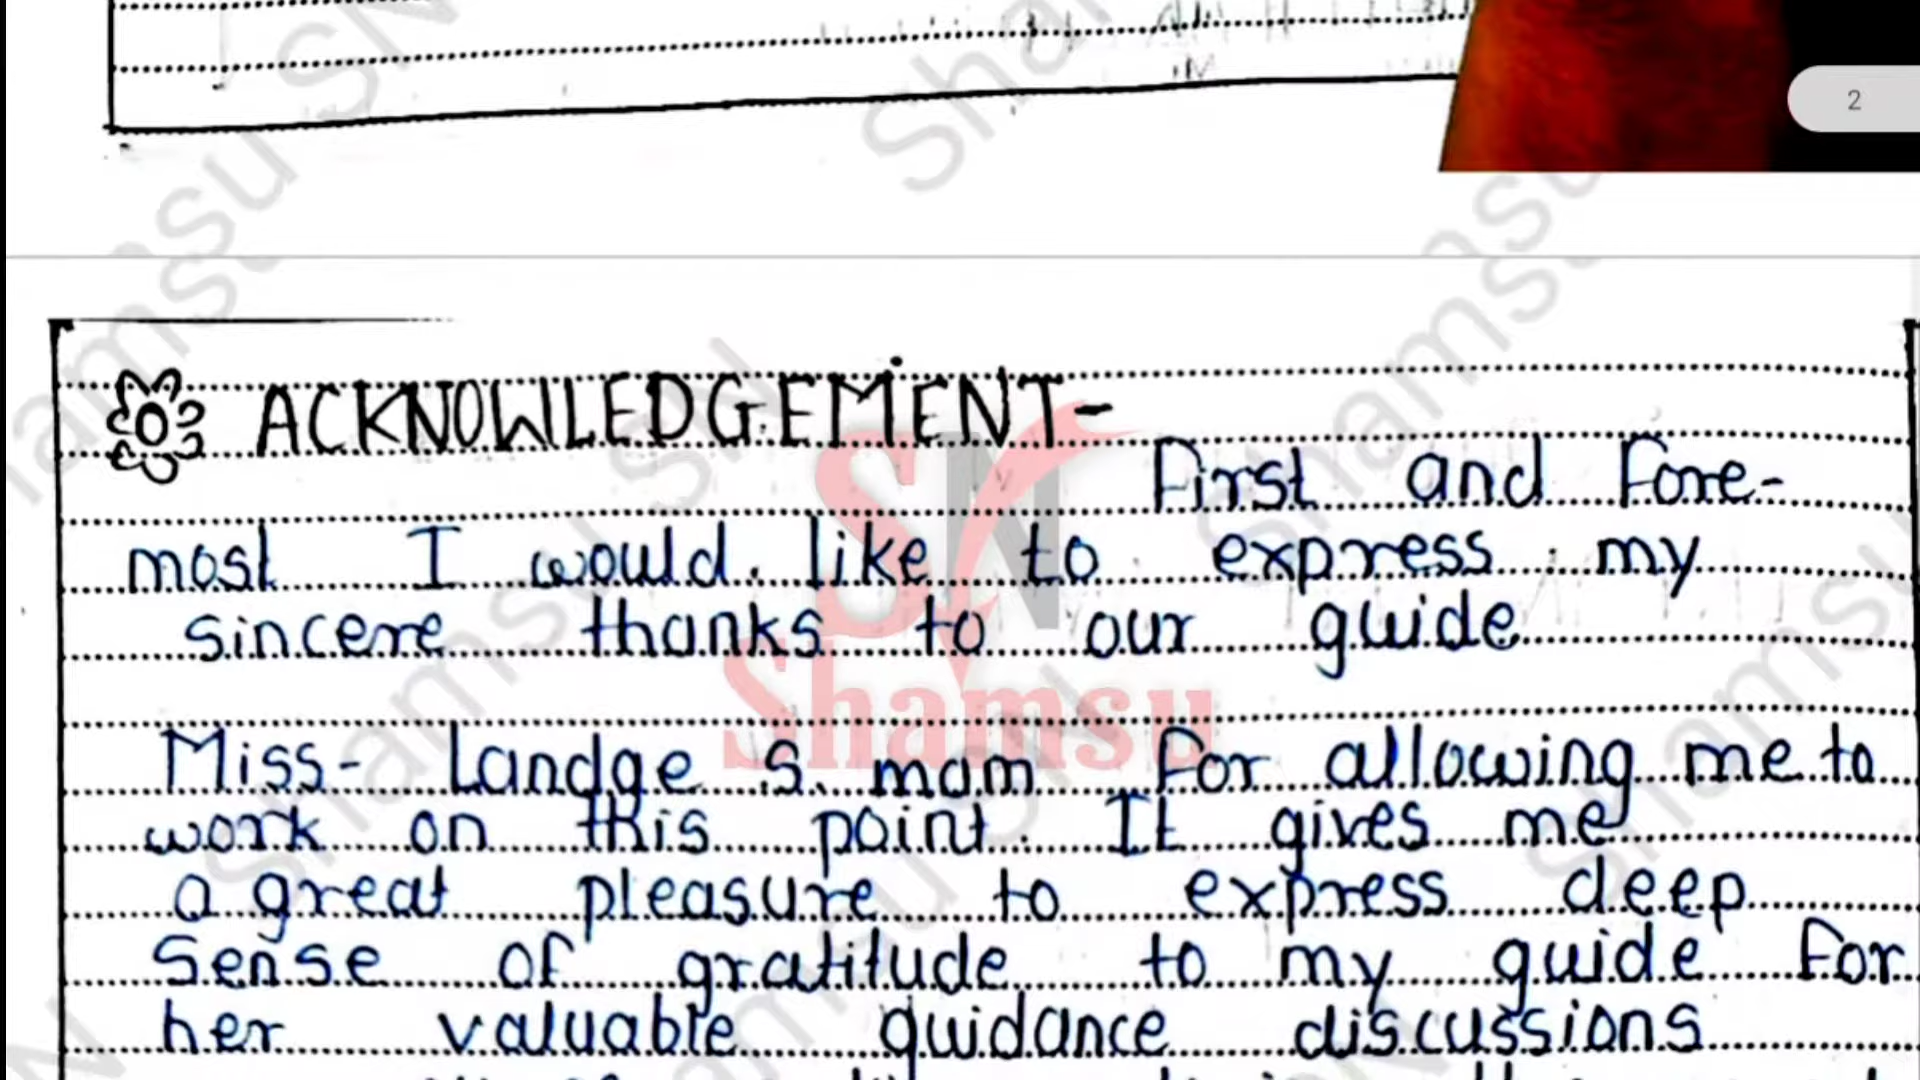 2
ACKNOWLEDGEMENT-
First and Fore-
most I would like to express my
sincere thanks to our guide
Miss- Landge S. mam For allowing me to
work on this point. It gives me
a great pleasure to express deep
Sense of gratitude to my guide For
her valuable guidance discussions
SN
Shamsu